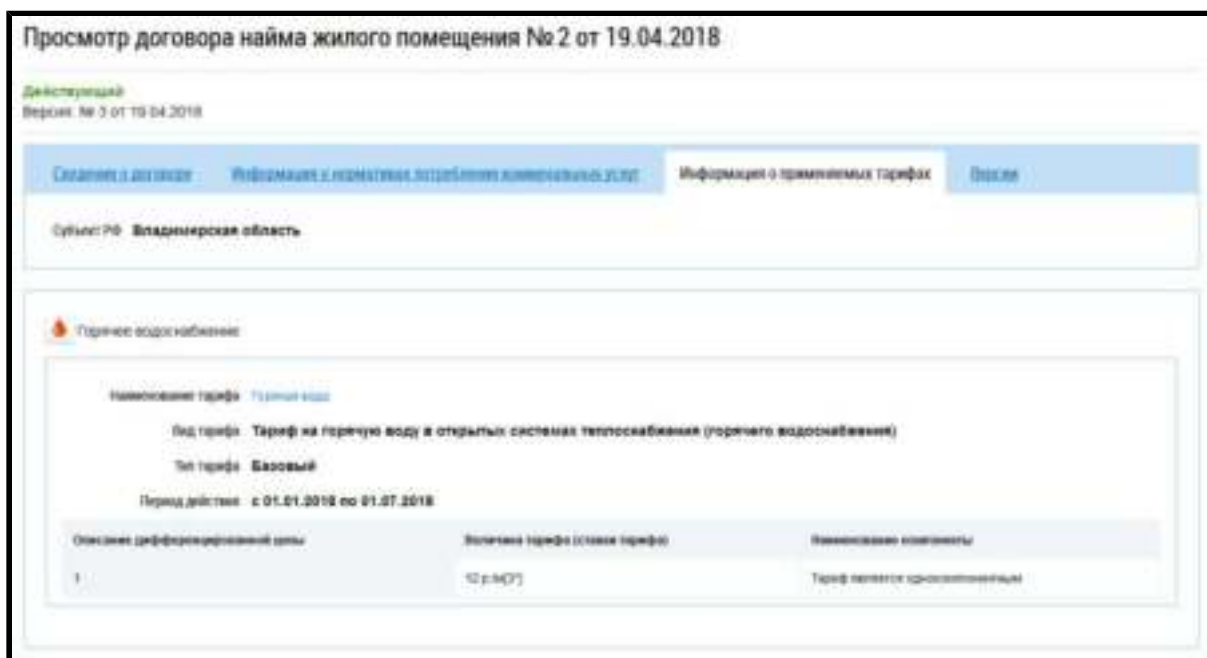 Просмотр договора найма жилого помещения № 2 от 19.04.2018
Действующий
Версия: № 3 от 19.04.2018
Сведения о договоре Информация о нормативах потребления коммунальных услуг Информация о применяемых тарифах Версии
Субъект РФ Владимирская область
Горячее водоснабжение
Наименование тарифа Горячая вода
Вид тарифа Тариф на горячую воду в открытых системах теплоснабжения (горячего водоснабжения)
Тип тарифа Базовый
Период действия с 01.01.2018 по 01.07.2018
Описание дифференцированной цены Величина тарифа (ставка тарифа) Наименование компоненты
1 12 Тариф является однокомпонентным